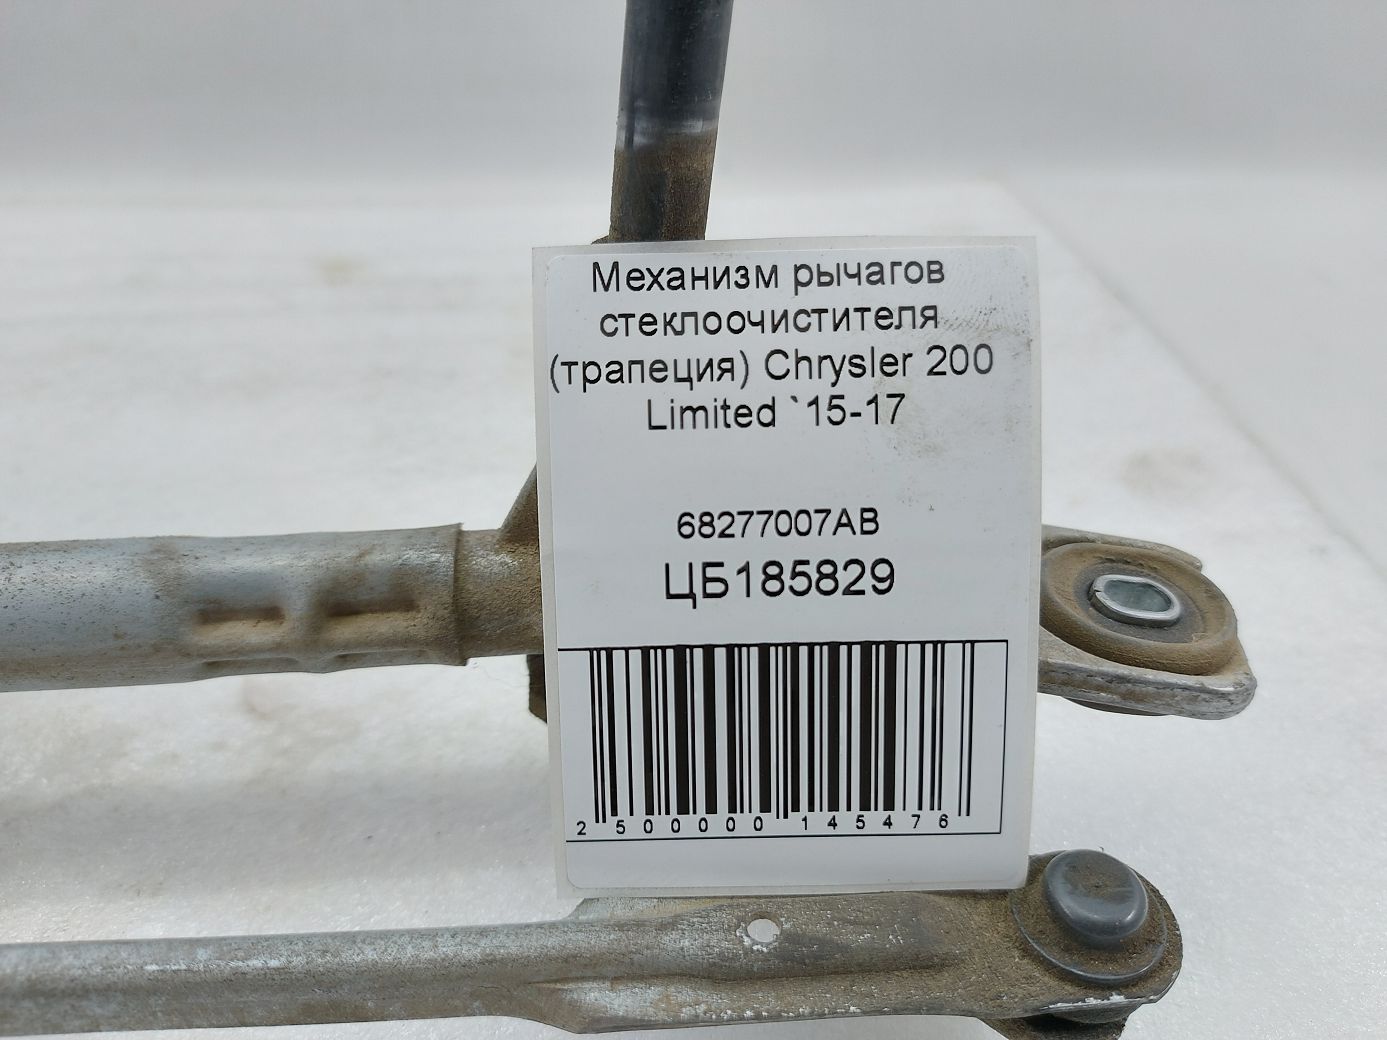 Механизм рычагов
стеклоочистителя
(трапеция) Chrysler 200
Limited `15-17
68277007AB
ЦБ185829
2 500000 145476